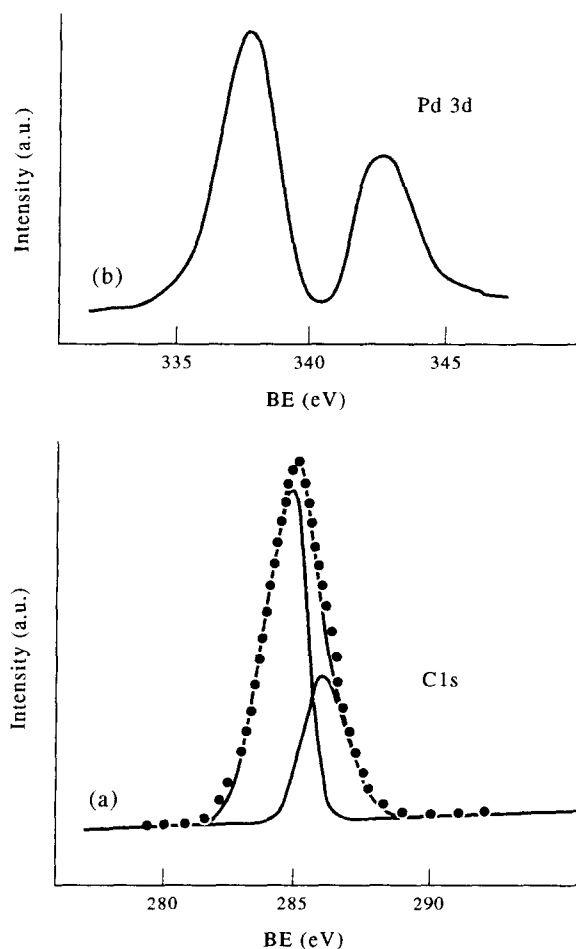 Intensity (a.u.)
Pd 3d
(b)
335 340 345
BE (eV)
Intensity (a.u.)
C1s
(a)
280 285 290
BE (eV)